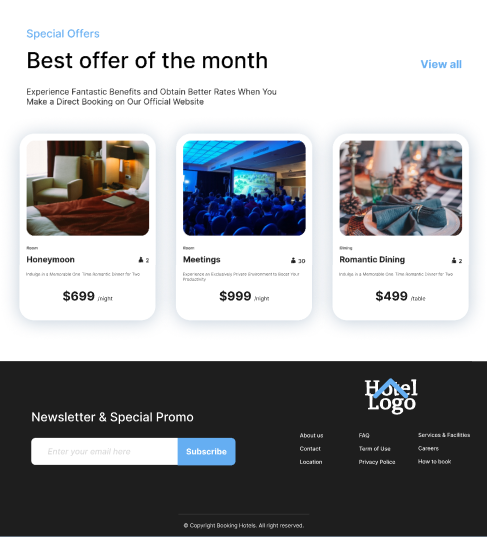 Special Offers
Best offer of the month
View all
Experience Fantastic Benefits and Obtain Better Rates When You
Make a Direct Booking on Our Official Website
Room
Honeymoon
2
Indulge in a Memorable One Time Romantic Dinner for Two
$699 /night
Room
Meetings
30
Experience an Exclusively Private Environment to Boost Your
Productivity
$999 /night
Dining
Romantic Dining
2
Indulge in a Memorable One Time Romantic Dinner for Two
$499 /table
Hotel
Logo
Newsletter & Special Promo
Enter your email here
Subscribe
About us
FAQ
Services & Facilities
Contact
Term of Use
Careers
Location
Privacy Police
How to book
© Copyright Booking Hotels. All right reserved.